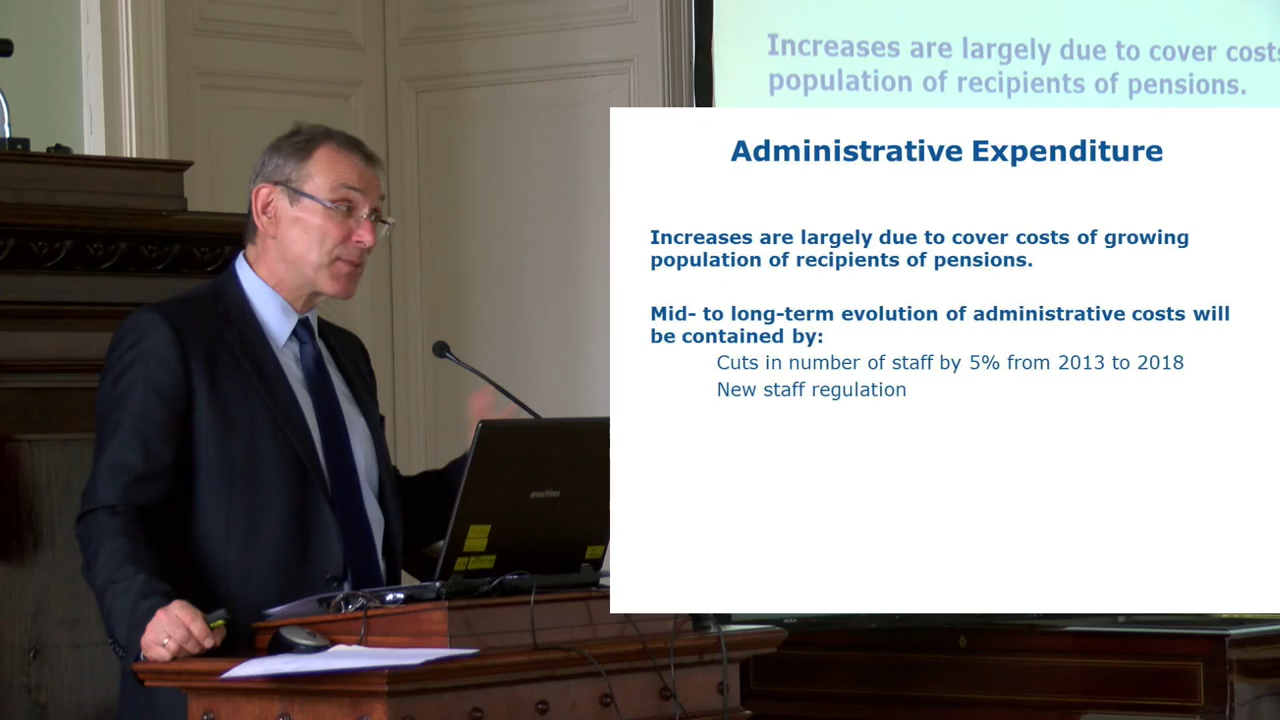 Increases are largely due to cover costs
population of recipients of pensions.
Administrative Expenditure
Increases are largely due to cover costs of growing
population of recipients of pensions.
Mid- to long-term evolution of administrative costs will
be contained by:
Cuts in number of staff by 5% from 2013 to 2018
New staff regulation
eMachines